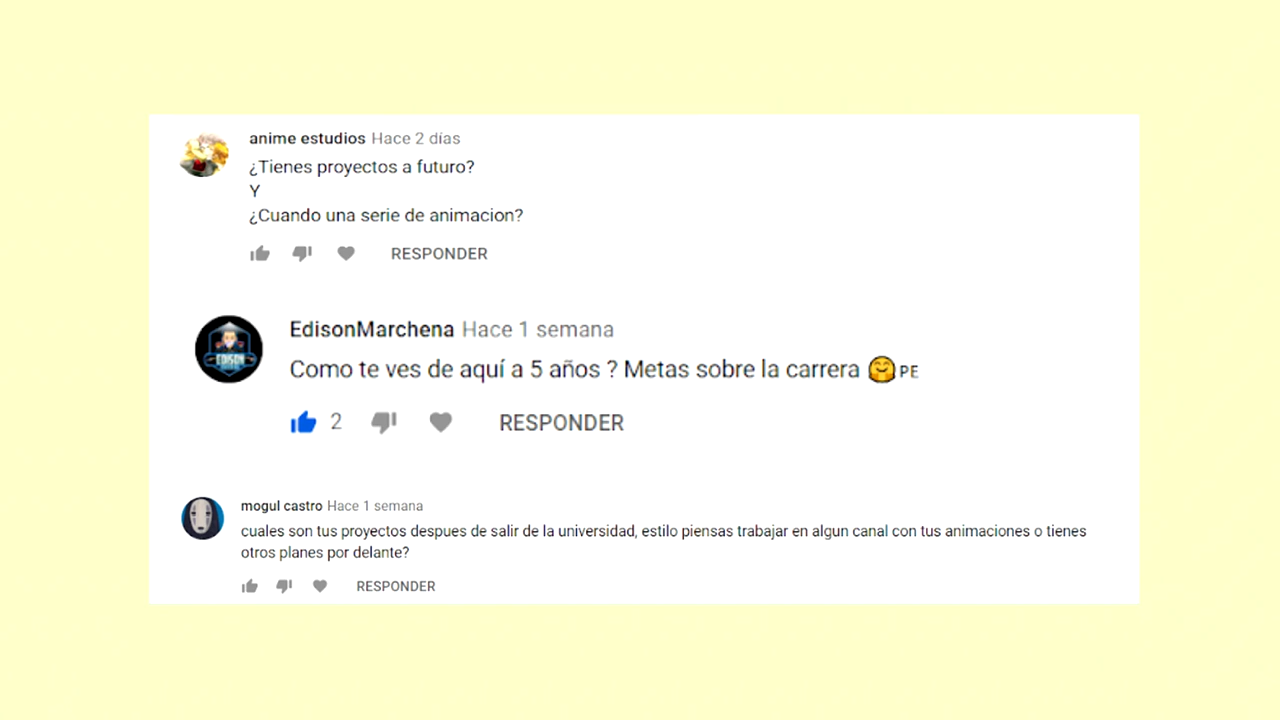 anime estudios Hace 2 días
¿Tienes proyectos a futuro?
Y
¿Cuando una serie de animacion?
RESPONDER
EdisonMarchena Hace 1 semana
Como te ves de aquí a 5 años ? Metas sobre la carrera 🤗 PE
2 RESPONDER
EDISON
mogul castro Hace 1 semana
cuales son tus proyectos despues de salir de la universidad, estilo piensas trabajar en algun canal con tus animaciones o tienes
otros planes por delante?
RESPONDER